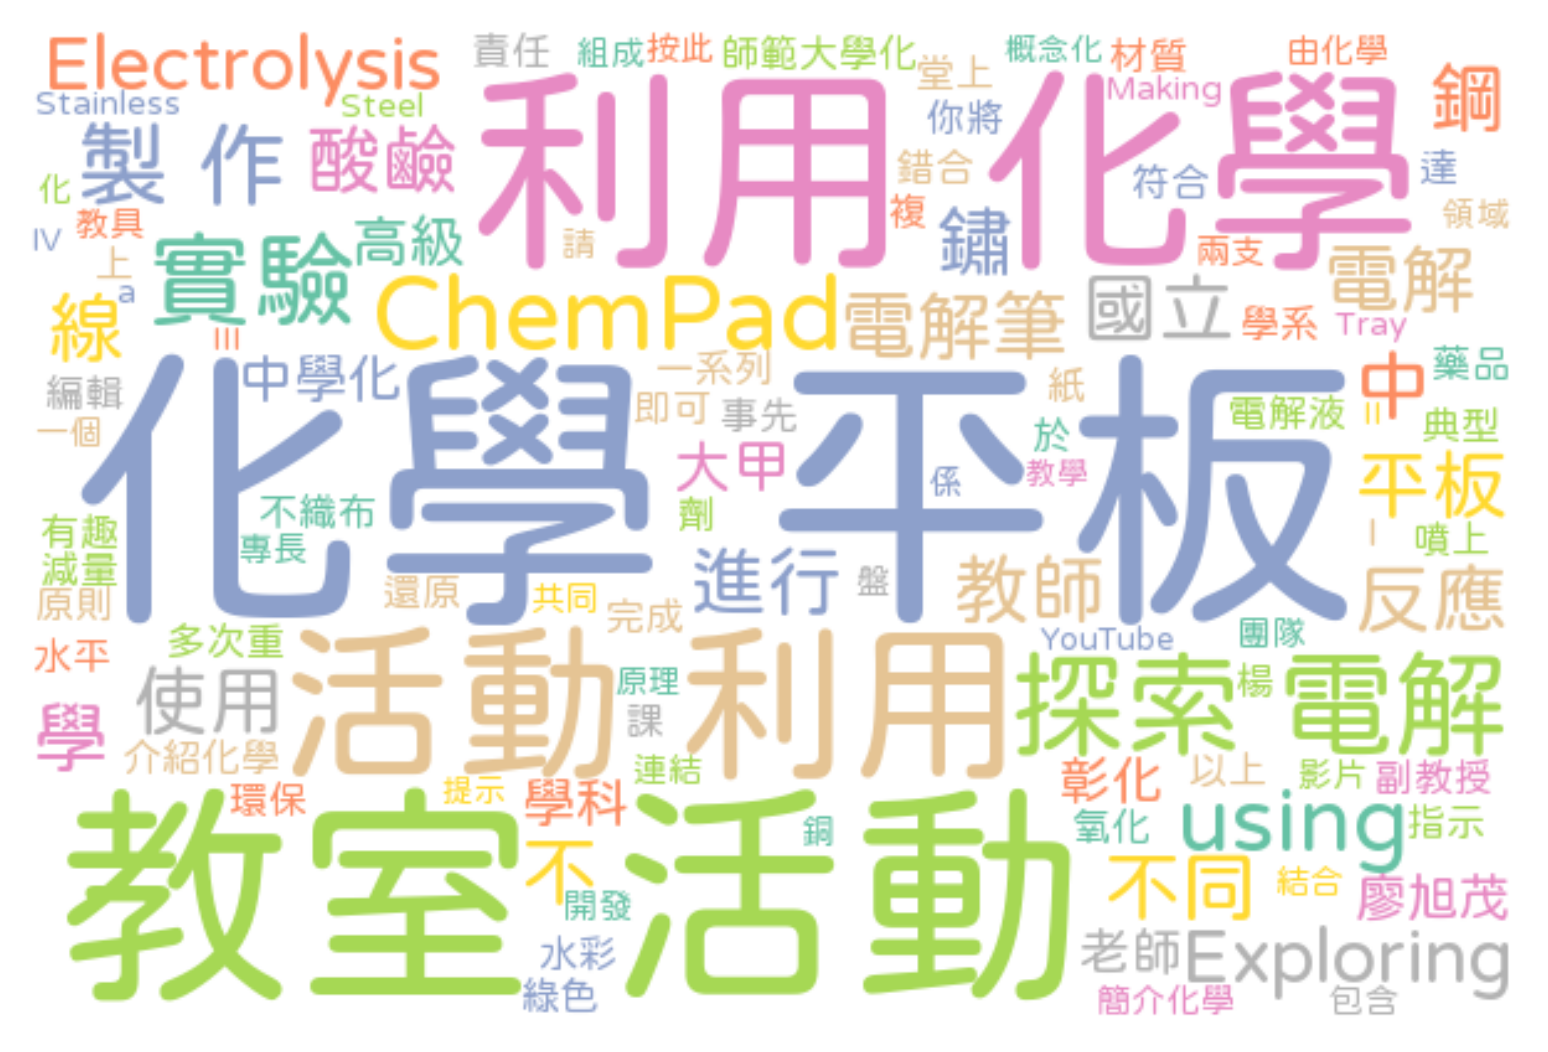 Electrolysis 責任 組成 按此 師範大學化 堂上 概念化 材質 由化學
Stainless Steel 利用 化學 Making 鋼
製作 酸鹼 你將 錯合 符合 達
化 教具 高級 請 複 鏽 兩支 領域
IV 上 a 實驗 ChemPad 電解筆 國立 學系 Tray 電解
線 III 中學化 一系列 紙 中 藥品
編輯 一個 化學平板 即可 事先 於 電解液 II 典型
大甲 係 教學 平板
有趣 不織布 專長 劑 I 噴上
減量 原則 還原 共同 完成 進行 盤 教師 反應
水平 多次重 活動 利用 YouTube 團隊
使用 原理 課 探索 楊 電解
學 介紹化學 連結 彰化 以上 影片 副教授
環保 提示 學科 銅 氧化 using 指示
教室活動 不 開發 不同 結合 廖旭茂
水彩 老師 Exploring
綠色 簡介化學 包含